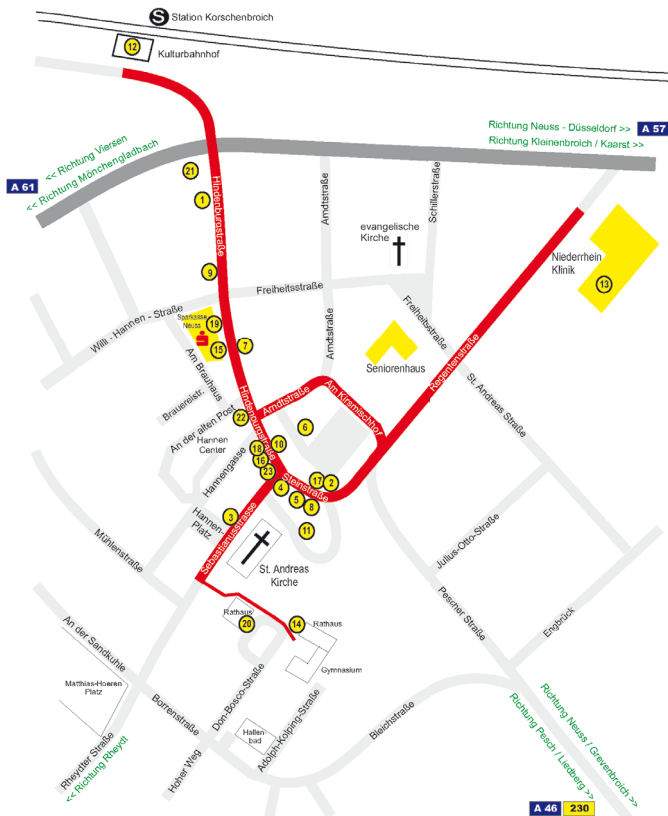 S Station Korschenbroich
12
Kulturbahnhof
Richtung Neuss - Düsseldorf >>
A 57
Richtung Kleinenbroich / Kaarst >>
<< Richtung Viersen
<< Richtung Mönchengladbach
A 61
21
1
Hindenburgstraße
Arndtstraße
Schillerstraße
evangelische
Kirche
Niederrhein
Klinik
13
9
Freiheitsstraße
Willi - Hannen - Straße
Sparkasse
Neuss
19
15
7
Freiheitstraße
Arndtstraße
Seniorenhaus
Regentenstraße
St. Andreas Straße
Am Brauhaus
Brauereistr.
An der alten Post
22
Hindenburgstraße
Arndtstraße
Am Kirsmischhof
6
Hannen
Center
Hannengasse
18
10
16
23
Steinstraße
17
2
4
5
8
11
3
Hannen-
Platz
Sebastianusstrasse
St. Andreas
Kirche
Mühlenstraße
Julius-Otto-Straße
Pescher Straße
Engbrück
Rathaus
20
14
Rathaus
Gymnasium
An der Sandkuhle
Matthias-Hoeren
Platz
Borrenstraße
Don-Bosco-Straße
Adolph-Kolping-Straße
Hallen
bad
Hoher Weg
Bleichstraße
Rheydter Straße
<< Richtung Rheydt
Richtung Neuss / Grevenbroich >>
Richtung Pesch / Liedberg >>
A 46
230